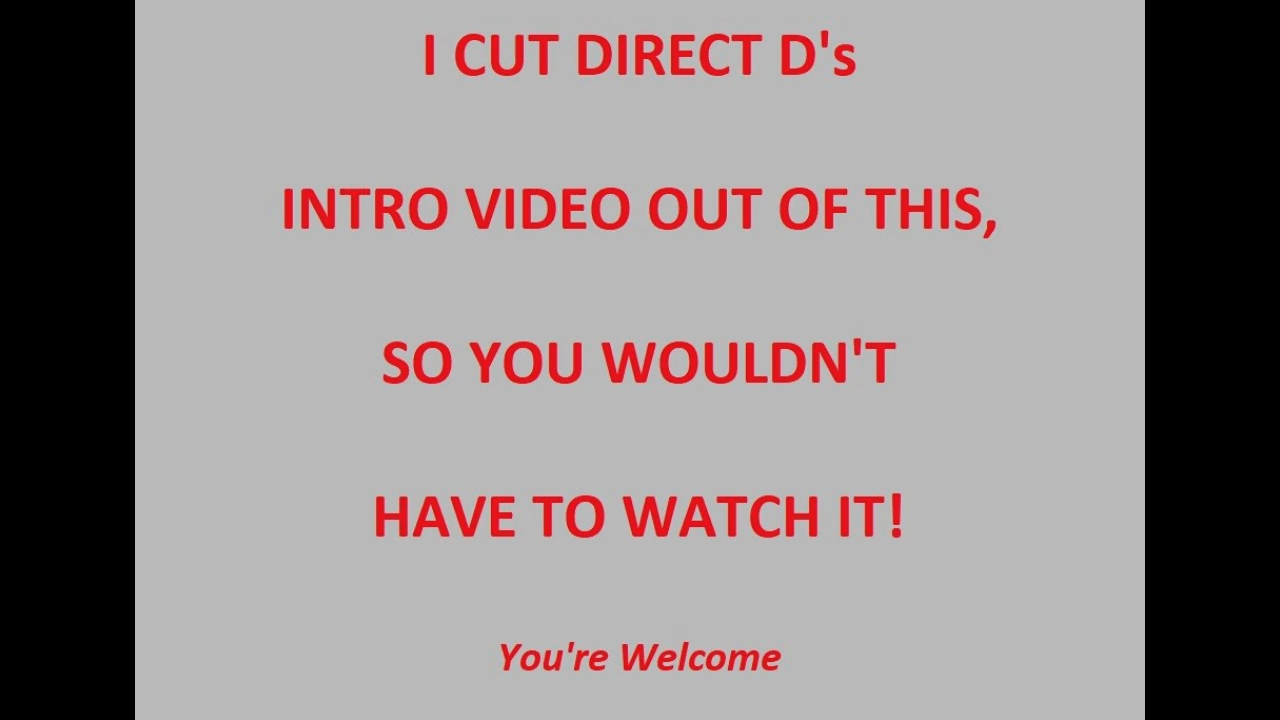 I CUT DIRECT D's
INTRO VIDEO OUT OF THIS,
SO YOU WOULDN'T
HAVE TO WATCH IT!
You're Welcome